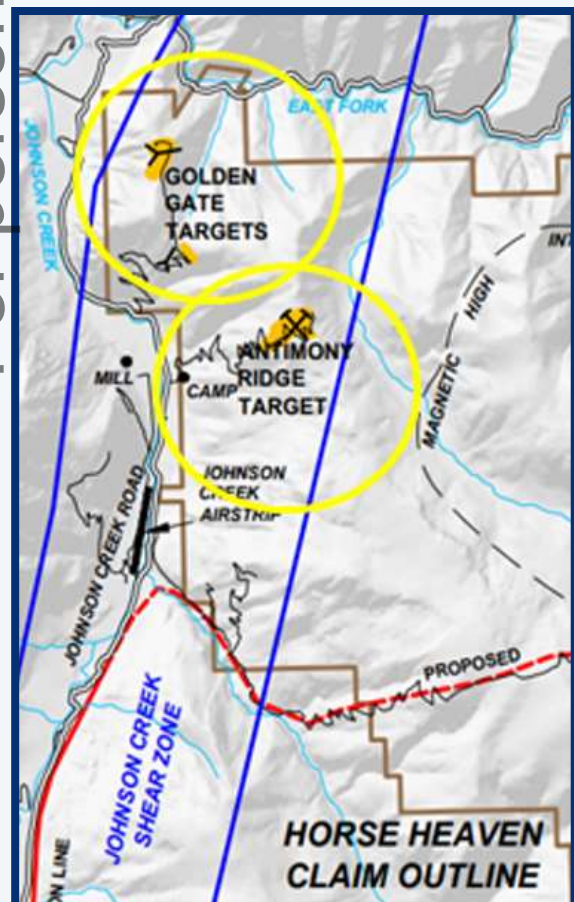 EAST FORK
JOHNSON CREEK
GOLDEN
GATE
TARGETS
HIGH
MAGNETIC
ANTIMONY
RIDGE
TARGET
MILL
CAMP
JOHNSON
CREEK
AIRSTRIP
JOHNSON CREEK ROAD
PROPOSED
JOHNSON CREEK
SHEAR ZONE
HORSE HEAVEN
CLAIM OUTLINE
LINE